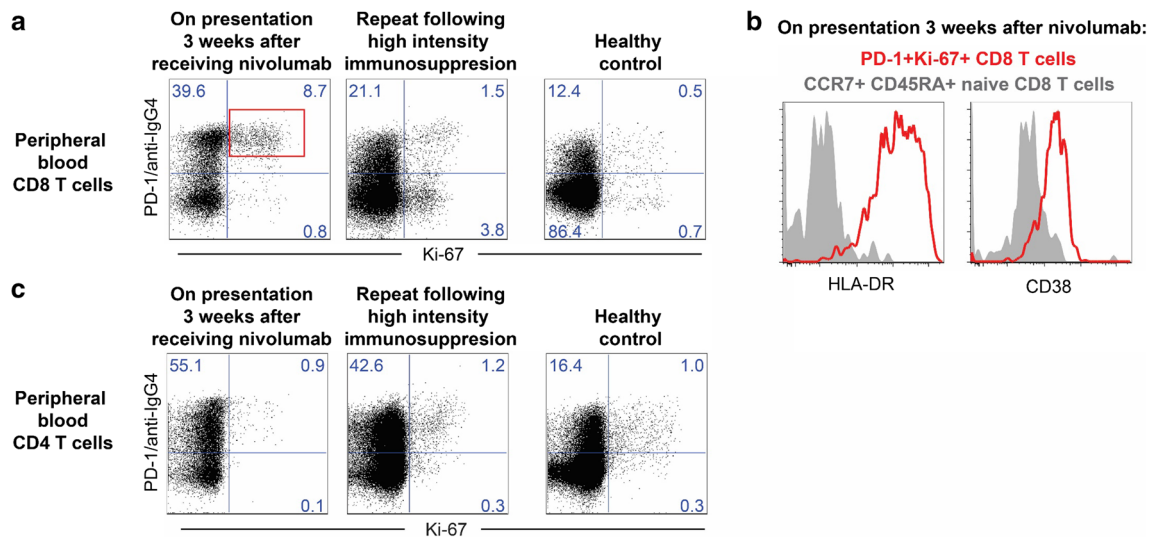 a
On presentation
3 weeks after
receiving nivolumab
Repeat following
high intensity
immunosuppresion
Healthy
control
Peripheral
blood
CD8 T cells
PD-1/anti-IgG4
39.6 8.7
0.8
21.1 1.5
3.8
12.4 0.5
86.4 0.7
Ki-67
b
On presentation 3 weeks after nivolumab:
PD-1+Ki-67+ CD8 T cells
CCR7+ CD45RA+ naive CD8 T cells
HLA-DR
CD38
c
On presentation
3 weeks after
receiving nivolumab
Repeat following
high intensity
immunosuppresion
Healthy
control
Peripheral
blood
CD4 T cells
PD-1/anti-IgG4
55.1 0.9
0.1
42.6 1.2
0.3
16.4 1.0
0.3
Ki-67